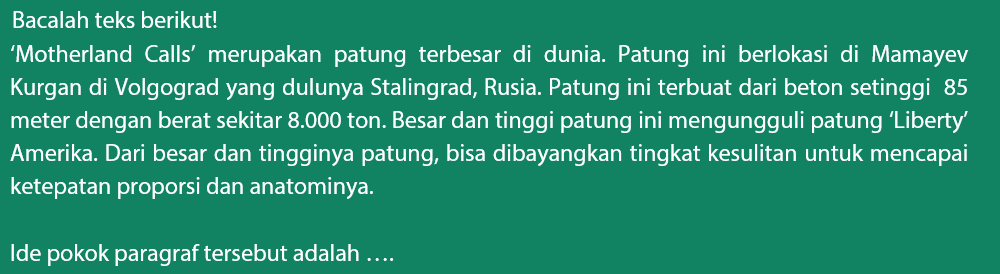 Bacalah teks berikut!
‘Motherland Calls’ merupakan patung terbesar di dunia. Patung ini berlokasi di Mamayev
Kurgan di Volgograd yang dulunya Stalingrad, Rusia. Patung ini terbuat dari beton setinggi 85
meter dengan berat sekitar 8.000 ton. Besar dan tinggi patung ini mengungguli patung ‘Liberty’
Amerika. Dari besar dan tingginya patung, bisa dibayangkan tingkat kesulitan untuk mencapai
ketepatan proporsi dan anatominya.
Ide pokok paragraf tersebut adalah ….